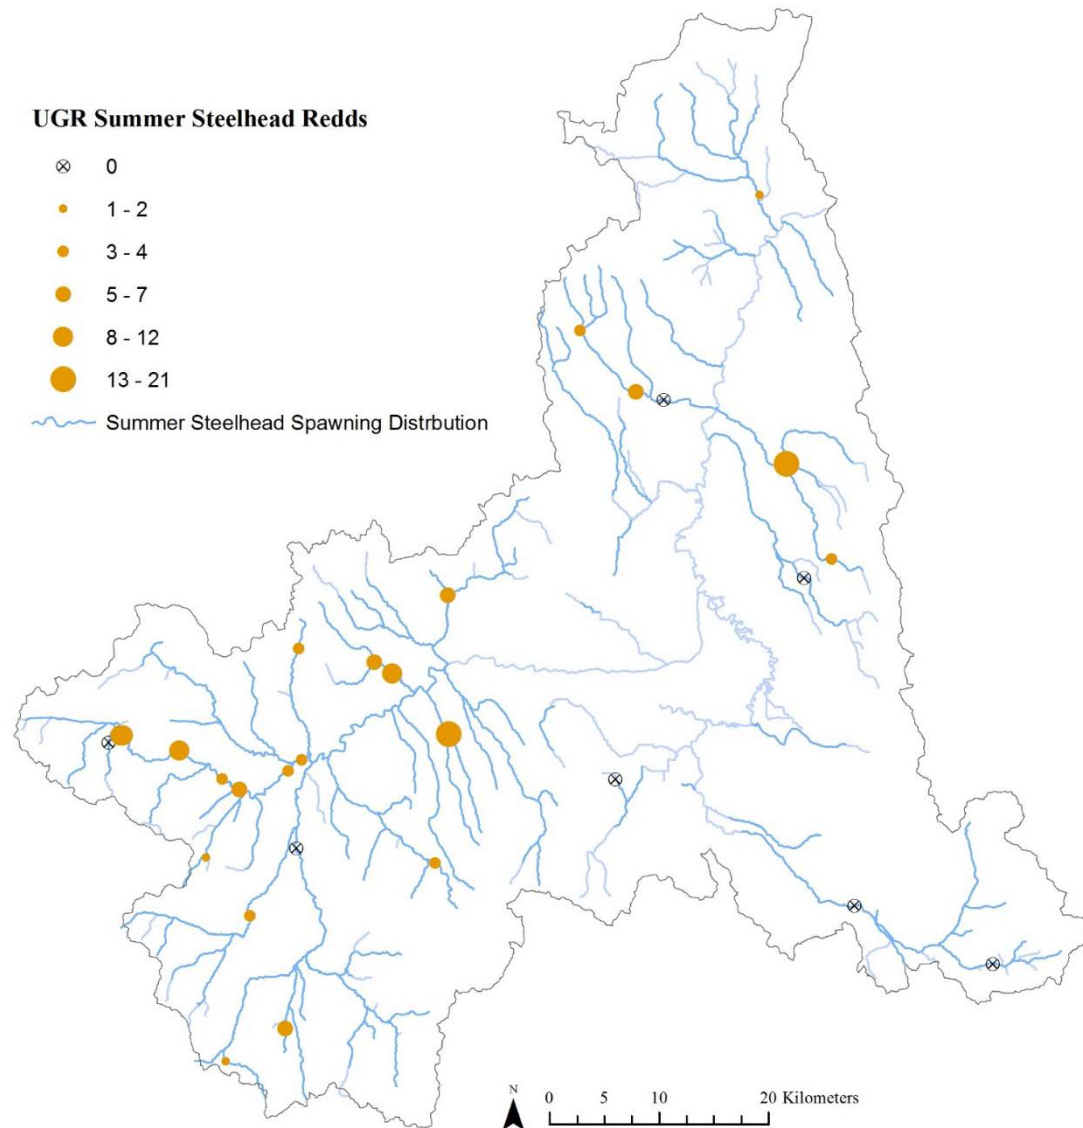 UGR Summer Steelhead Redds
0
1 - 2
3 - 4
5 - 7
8 - 12
13 - 21
Summer Steelhead Spawning Distrbution
N
0 5 10 20 Kilometers